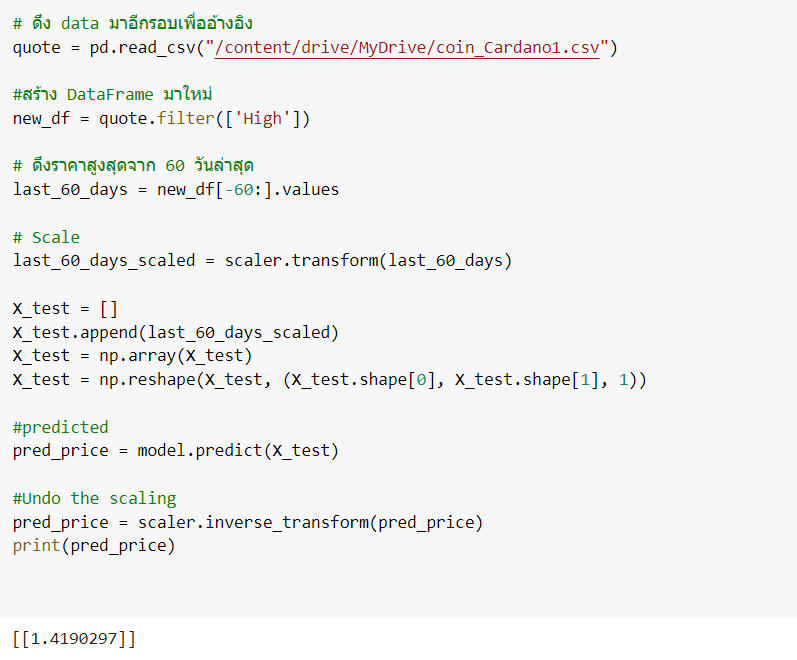 # ดึง data มาอีกรอบเพื่ออ้างอิง
quote = pd.read_csv("/content/drive/MyDrive/coin_Cardano1.csv")
#สร้าง DataFrame มาใหม่
new_df = quote.filter(['High'])
# ดึงราคาสูงสุดจาก 60 วันล่าสุด
last_60_days = new_df[-60:].values
# Scale
last_60_days_scaled = scaler.transform(last_60_days)
X_test = []
X_test.append(last_60_days_scaled)
X_test = np.array(X_test)
X_test = np.reshape(X_test, (X_test.shape[0], X_test.shape[1], 1))
#predicted
pred_price = model.predict(X_test)
#Undo the scaling
pred_price = scaler.inverse_transform(pred_price)
print(pred_price)
[[1.4190297]]